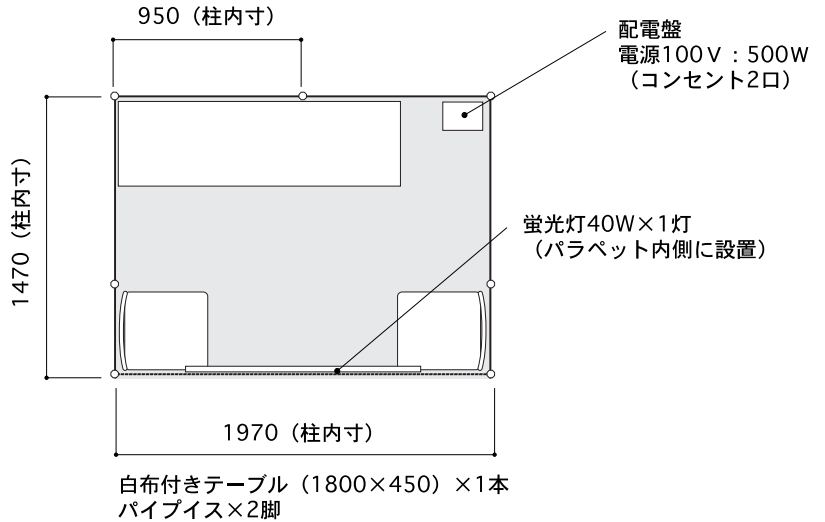 950（柱内寸）
配電盤
電源100Ｖ：500W
（コンセント2口）
1470（柱内寸）
蛍光灯40W×1灯
（パラペット内側に設置）
1970（柱内寸）
白布付きテーブル（1800×450）×1本
パイプイス×2脚